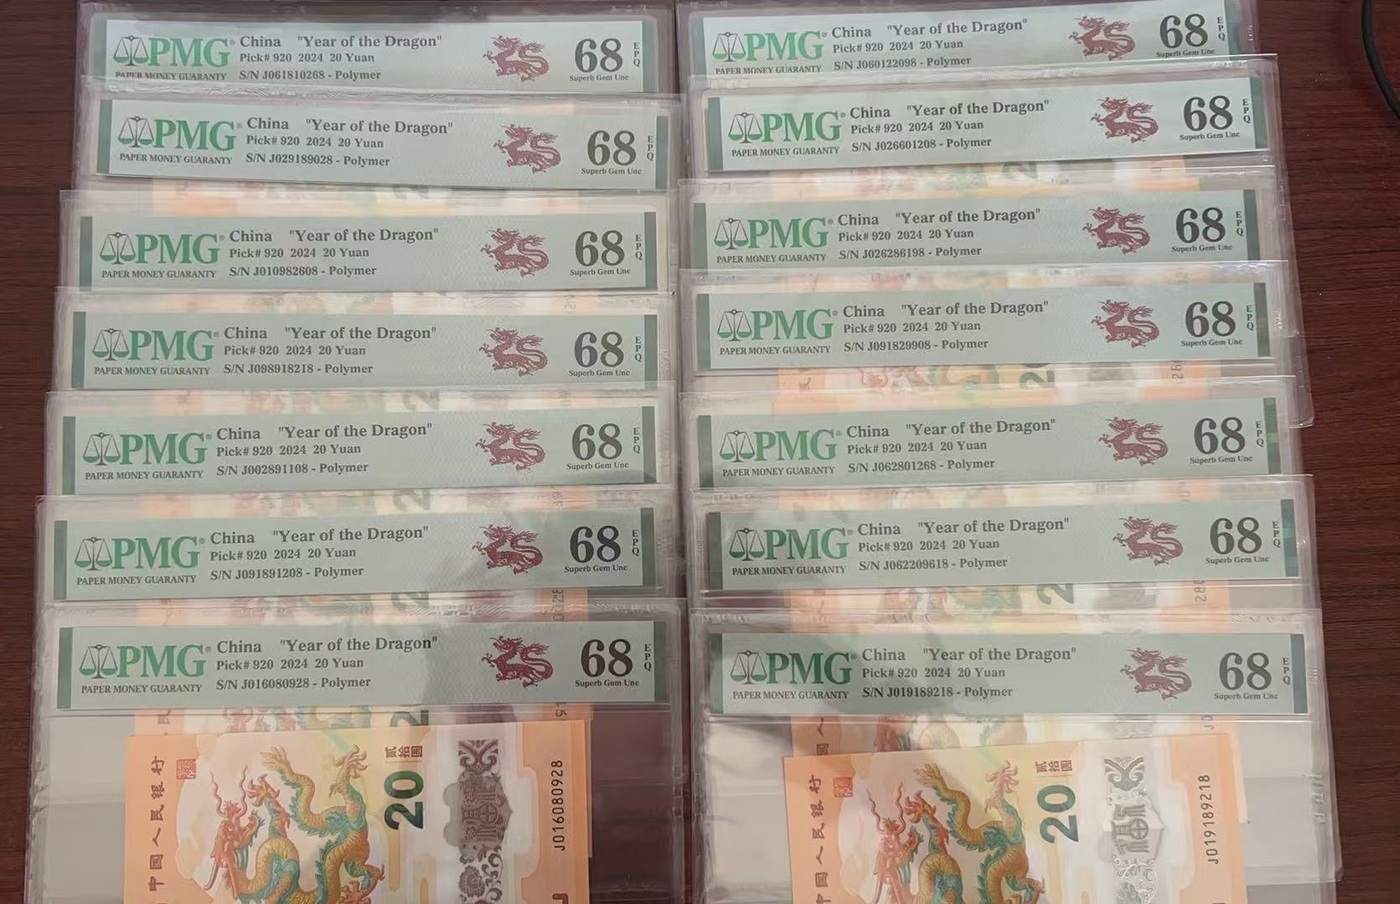 PMG®
PAPER MONEY GUARANTY
China "Year of the Dragon"
Pick# 920 2024 20 Yuan
S/N J061810268 - Polymer
68
EPQ
Superb Gem Unc
PMG®
PAPER MONEY GUARANTY
China "Year of the Dragon"
Pick# 920 2024 20 Yuan
S/N J029189028 - Polymer
68
EPQ
Superb Gem Unc
PMG®
PAPER MONEY GUARANTY
China "Year of the Dragon"
Pick# 920 2024 20 Yuan
S/N J010982608 - Polymer
68
EPQ
Superb Gem Unc
PMG®
PAPER MONEY GUARANTY
China "Year of the Dragon"
Pick# 920 2024 20 Yuan
S/N J098918218 - Polymer
68
EPQ
Superb Gem Unc
PMG®
PAPER MONEY GUARANTY
China "Year of the Dragon"
Pick# 920 2024 20 Yuan
S/N J002891108 - Polymer
68
EPQ
Superb Gem Unc
PMG®
PAPER MONEY GUARANTY
China "Year of the Dragon"
Pick# 920 2024 20 Yuan
S/N J091891208 - Polymer
68
EPQ
Superb Gem Unc
PMG®
PAPER MONEY GUARANTY
China "Year of the Dragon"
Pick# 920 2024 20 Yuan
S/N J016080928 - Polymer
68
EPQ
Superb Gem Unc
中国人民银行
20
贰拾圆
J016080928
PMG®
PAPER MONEY GUARANTY
China "Year of the Dragon"
Pick# 920 2024 20 Yuan
S/N J060122098 - Polymer
68
EPQ
Superb Gem Unc
PMG®
PAPER MONEY GUARANTY
China "Year of the Dragon"
Pick# 920 2024 20 Yuan
S/N J026601208 - Polymer
68
EPQ
Superb Gem Unc
PMG®
PAPER MONEY GUARANTY
China "Year of the Dragon"
Pick# 920 2024 20 Yuan
S/N J026286198 - Polymer
68
EPQ
Superb Gem Unc
PMG®
PAPER MONEY GUARANTY
China "Year of the Dragon"
Pick# 920 2024 20 Yuan
S/N J091829908 - Polymer
68
EPQ
Superb Gem Unc
PMG®
PAPER MONEY GUARANTY
China "Year of the Dragon"
Pick# 920 2024 20 Yuan
S/N J062801268 - Polymer
68
EPQ
Superb Gem Unc
PMG®
PAPER MONEY GUARANTY
China "Year of the Dragon"
Pick# 920 2024 20 Yuan
S/N J062209618 - Polymer
68
EPQ
Superb Gem Unc
PMG®
PAPER MONEY GUARANTY
China "Year of the Dragon"
Pick# 920 2024 20 Yuan
S/N J019189218 - Polymer
68
EPQ
Superb Gem Unc
中国人民银行
20
贰拾圆
J019189218